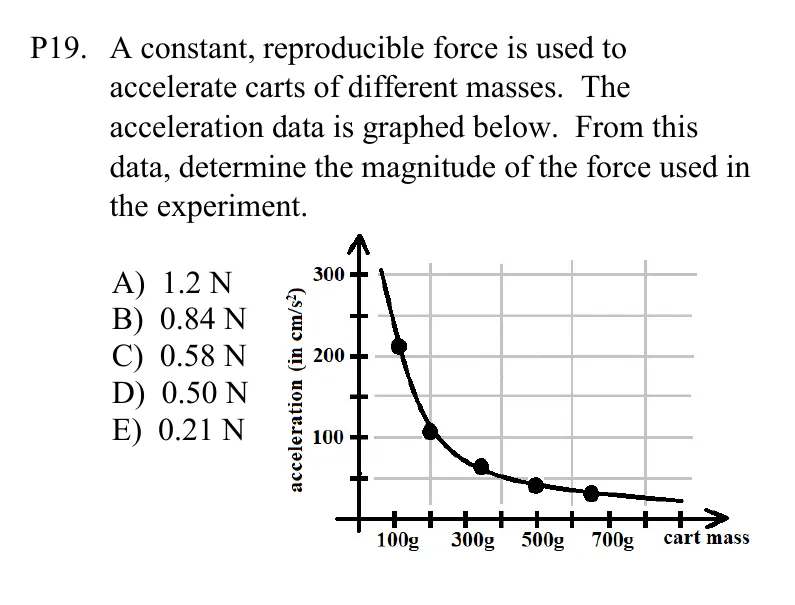 P19. A constant, reproducible force is used to
accelerate carts of different masses. The
acceleration data is graphed below. From this
data, determine the magnitude of the force used in
the experiment.
A) 1.2 N
B) 0.84 N
C) 0.58 N
D) 0.50 N
E) 0.21 N
acceleration (in cm/s²)
300
200
100
100g 300g 500g 700g cart mass